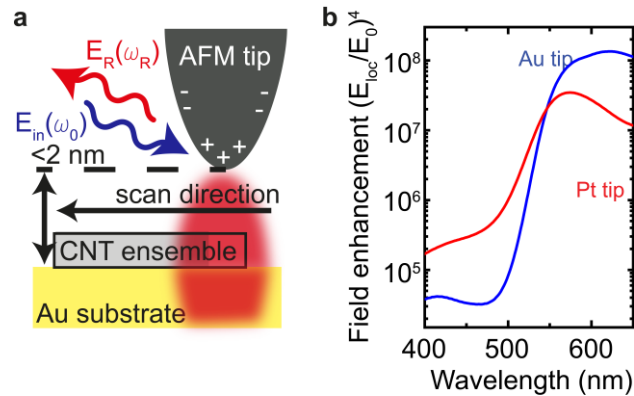 a
E_R(ω_R)
AFM tip
E_in(ω_0)
- -
- -
+ + + +
<2 nm
scan direction
CNT ensemble
Au substrate
b
Field enhancement (E_loc/E_0)^4
10^8
10^7
10^6
10^5
Au tip
Pt tip
400 500 600
Wavelength (nm)